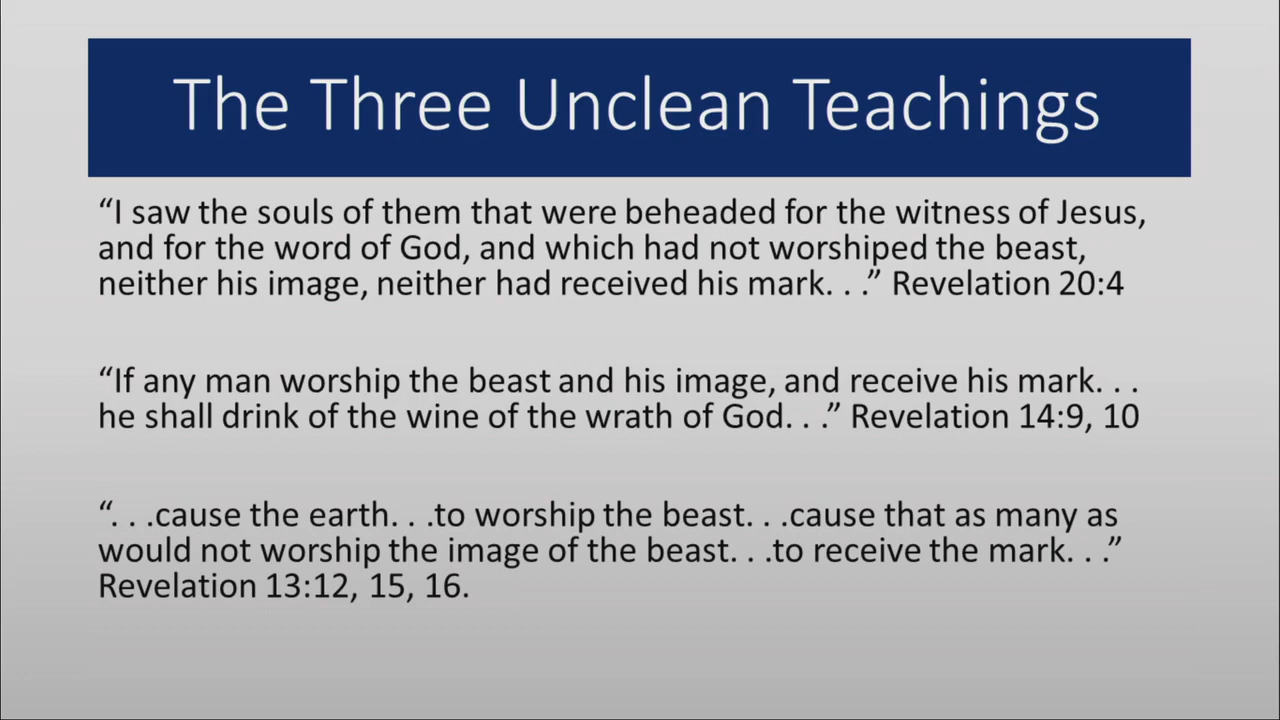 The Three Unclean Teachings
“I saw the souls of them that were beheaded for the witness of Jesus,
and for the word of God, and which had not worshiped the beast,
neither his image, neither had received his mark. . .” Revelation 20:4
“If any man worship the beast and his image, and receive his mark. . .
he shall drink of the wine of the wrath of God. . .” Revelation 14:9, 10
“. . .cause the earth. . .to worship the beast. . .cause that as many as
would not worship the image of the beast. . .to receive the mark. . .”
Revelation 13:12, 15, 16.